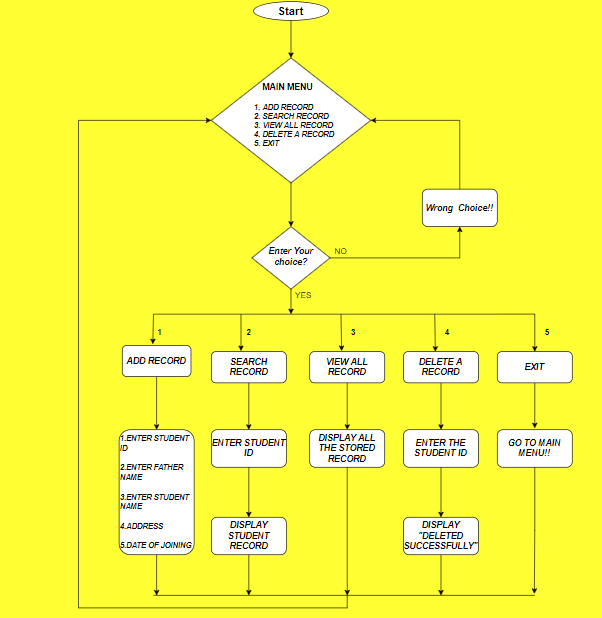 Start
MAIN MENU
1. ADD RECORD
2. SEARCH RECORD
3. VIEW ALL RECORD
4. DELETE A RECORD
5. EXIT
Wrong Choice!!
Enter Your
choice?
NO
YES
1
2
3
4
5
ADD RECORD
SEARCH
RECORD
VIEW ALL
RECORD
DELETE A
RECORD
EXIT
1.ENTER STUDENT
ID
2.ENTER FATHER
NAME
3.ENTER STUDENT
NAME
4.ADDRESS
5.DATE OF JOINING
ENTER STUDENT
ID
DISPLAY ALL
THE STORED
RECORD
ENTER THE
STUDENT ID
GO TO MAIN
MENU!!
DISPLAY
STUDENT
RECORD
DISPLAY
"DELETED
SUCCESSFULLY"